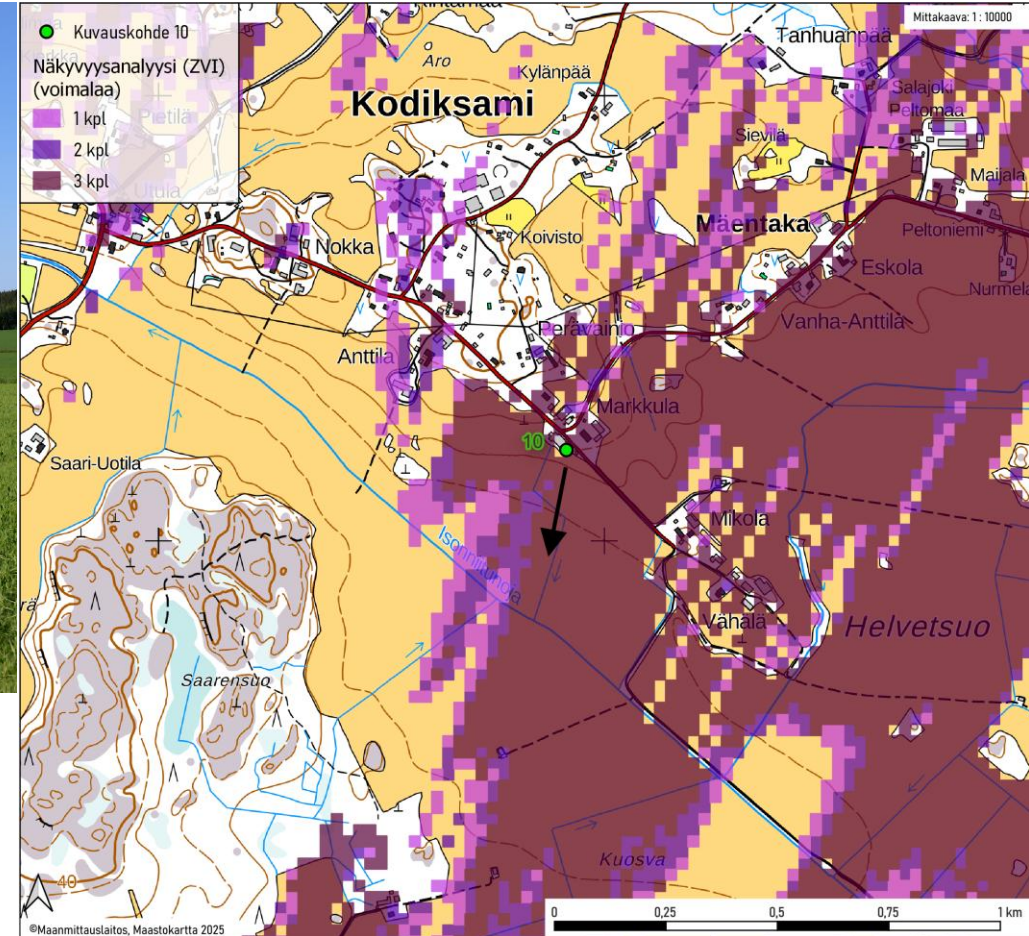 Kuvauskohde 10
Näkyvyysanalyysi (ZVI)
(voimalaa)
1 kpl
2 kpl
3 kpl
Mittakaava: 1 : 10000
Tanhuanpää
Aro
Kylänpää
Kodiksami
Pietilä
Salajoki
Peltomaa
Sievilä
Maijala
Utula
Mäentaka
Peltoniemi
Nokka
Koivisto
Eskola
Nurmela
Vanha-Anttila
Perävainio
Anttila
Markkula
10
Saari-Uotila
Mikola
Isonniitunoja
Vähälä
Helvetsuo
Saarensuo
Kuosva
40
0 0,25 0,5 0,75 1 km
©Maanmittauslaitos, Maastokartta 2025